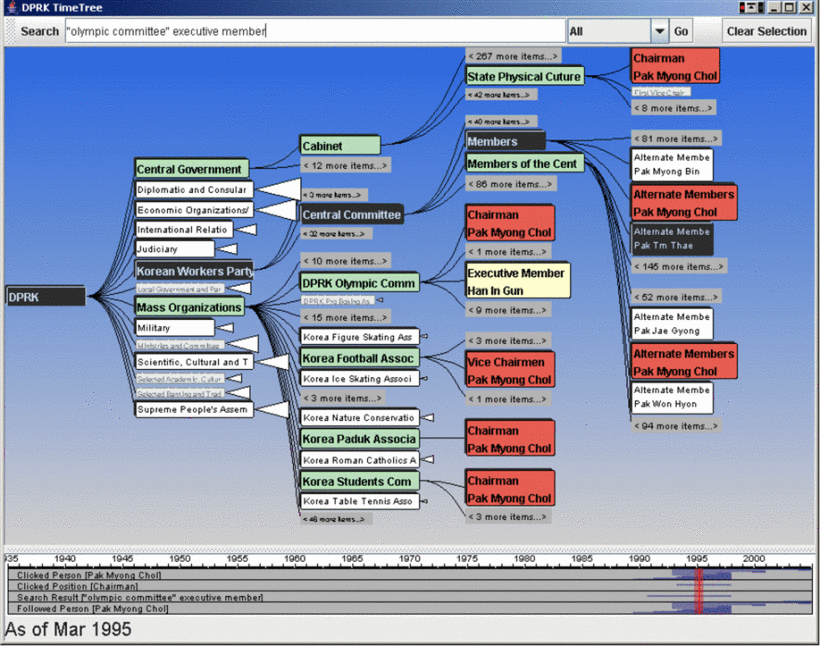 DPRK TimeTree
Search "olympic committee" executive member All Go Clear Selection
DPRK
Central Government
Diplomatic and Consular
Economic Organizations/
International Relatio
Judiciary
Korean Workers Party
Local Government and Par
Mass Organizations
Military
Ministries and Committee
Scientific, Cultural and T
Selected Academic, Cultur
Selected Banking and Trad
Supreme People's Assem
Cabinet
< 12 more items...>
< 3 more items...>
Central Committee
< 32 more items...>
< 10 more items...>
DPRK Olympic Comm
DPRK Pro Boxing As
< 15 more items...>
Korea Figure Skating Ass
Korea Football Assoc
Korea Ice Skating Associ
< 3 more items...>
Korea Nature Conservatio
Korea Paduk Associa
Korea Roman Catholics A
Korea Students Com
Korea Table Tennis Asso
< 46 more items...>
< 267 more items...>
State Physical Cuture
< 42 more items...>
< 40 more items...>
Members
Members of the Cent
< 86 more items...>
Chairman
Pak Myong Chol
< 1 more items...>
Executive Member
Han In Gun
< 9 more items...>
< 3 more items...>
Vice Chairmen
Pak Myong Chol
< 1 more items...>
Chairman
Pak Myong Chol
Chairman
Pak Myong Chol
< 3 more items...>
Chairman
Pak Myong Chol
First Vice Chair
< 8 more items...>
< 81 more items...>
Alternate Membe
Pak Myong Bin
Alternate Members
Pak Myong Chol
Alternate Membe
Pak Tm Thae
< 145 more items...>
< 52 more items...>
Alternate Membe
Pak Jae Gyong
Alternate Members
Pak Myong Chol
Alternate Membe
Pak Won Hyon
< 94 more items...>
935 1940 1945 1950 1955 1960 1965 1970 1975 1980 1985 1990 1995 2000
Clicked Person [Pak Myong Chol]
Clicked Position [Chairman]
Search Result ["olympic committee" executive member]
Followed Person [Pak Myong Chol]
As of Mar 1995